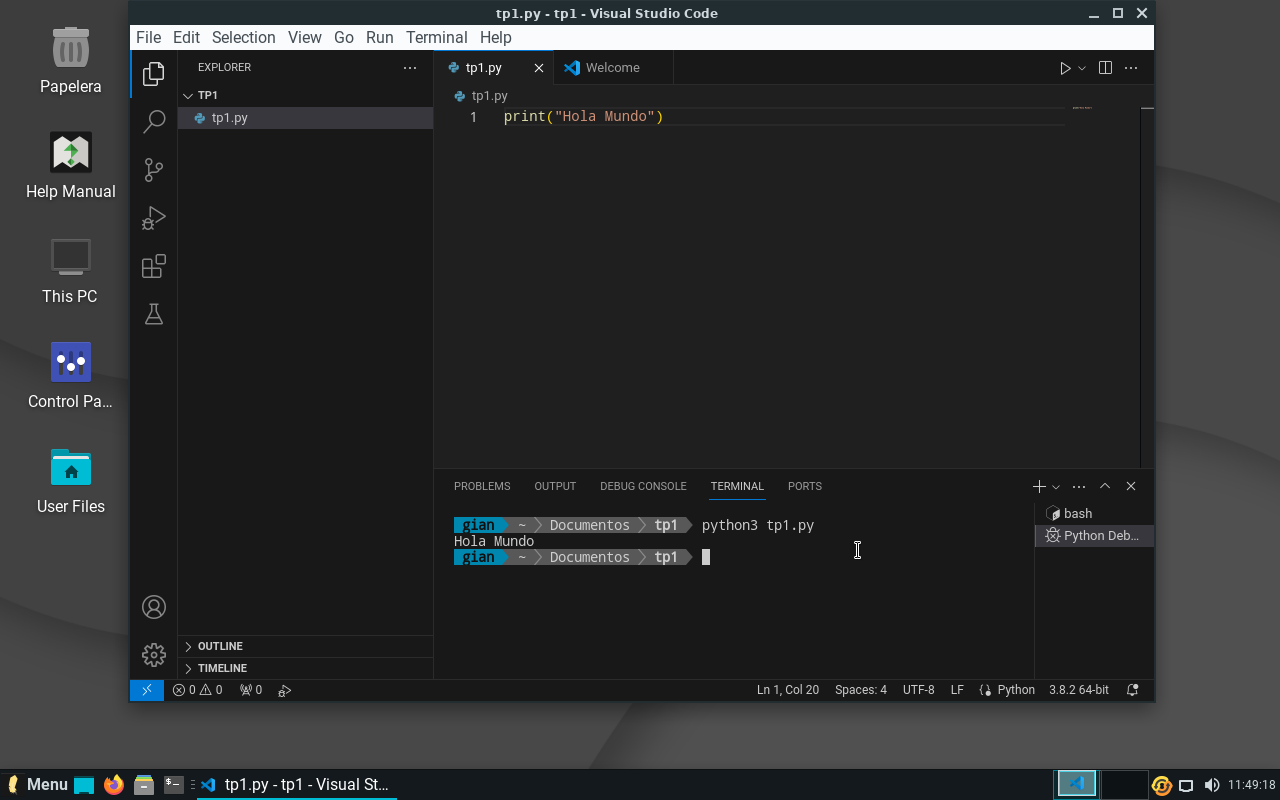 Papelera
Help Manual
This PC
Control Pa...
User Files
tp1.py - tp1 - Visual Studio Code
File Edit Selection View Go Run Terminal Help
EXPLORER
TP1
tp1.py
OUTLINE
TIMELINE
tp1.py
Welcome
tp1.py
1 print("Hola Mundo")
PROBLEMS OUTPUT DEBUG CONSOLE TERMINAL PORTS
gian ~ Documentos tp1 python3 tp1.py
Hola Mundo
gian ~ Documentos tp1
bash
Python Deb...
0 0 0 Ln 1, Col 20 Spaces: 4 UTF-8 LF Python 3.8.2 64-bit
Menu tp1.py - tp1 - Visual St... 11:49:18